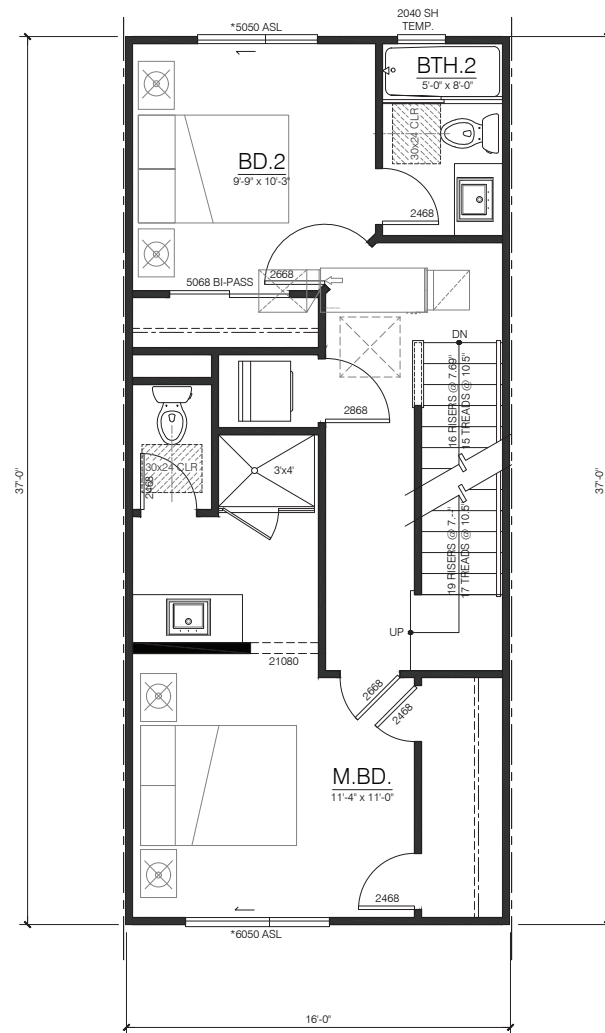 *5050 ASL
2040 SH
TEMP.
BTH.2
5'-0" x 8'-0"
30x24 CLR
BD.2
9'-9" x 10'-3"
2468
2668
5068 BI-PASS
DN
16 RISERS @ 7.69"
15 TREADS @ 10.5"
2868
30x24 CLR
2468
3'x4'
37'-0"
37'-0"
19 RISERS @ 7.--"
17 TREADS @ 10.5"
UP
21080
2668
2468
M.BD.
11'-4" x 11'-0"
2468
*6050 ASL
16'-0"